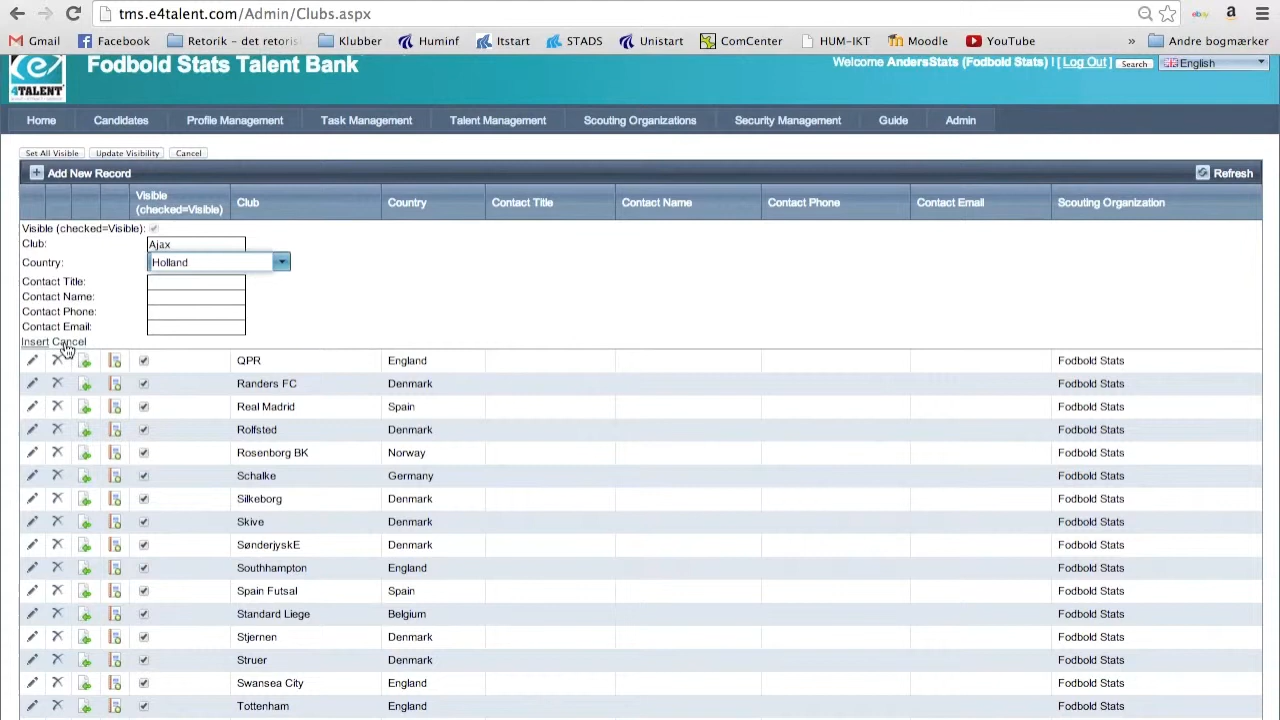 tms.e4talent.com/Admin/Clubs.aspx
Gmail Facebook Retorik - det retoris Klubber Huminf Itstart STADS Unistart ComCenter HUM-IKT Moodle YouTube » Andre bogmærker
4TALENT
Fodbold Stats Talent Bank
Welcome AndersStats (Fodbold Stats) | [ Log Out ] Search English
Home Candidates Profile Management Task Management Talent Management Scouting Organizations Security Management Guide Admin
Set All Visible Update Visibility Cancel
Add New Record Refresh
Visible (checked=Visible) Club Country Contact Title Contact Name Contact Phone Contact Email Scouting Organization
Visible (checked=Visible):
Club: Ajax
Country: Holland
Contact Title:
Contact Name:
Contact Phone:
Contact Email:
Insert Cancel
QPR England Fodbold Stats
Randers FC Denmark Fodbold Stats
Real Madrid Spain Fodbold Stats
Rolfsted Denmark Fodbold Stats
Rosenborg BK Norway Fodbold Stats
Schalke Germany Fodbold Stats
Silkeborg Denmark Fodbold Stats
Skive Denmark Fodbold Stats
SønderjyskE Denmark Fodbold Stats
Southhampton England Fodbold Stats
Spain Futsal Spain Fodbold Stats
Standard Liege Belgium Fodbold Stats
Stjernen Denmark Fodbold Stats
Struer Denmark Fodbold Stats
Swansea City England Fodbold Stats
Tottenham England Fodbold Stats